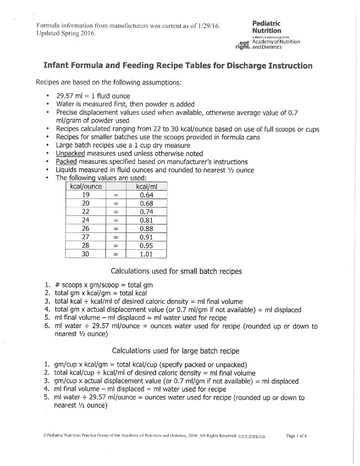 Formula information from manufacturers was current as of 1/29/16.
Updated Spring 2016.
Pediatric
Nutrition
right. Academy of Nutrition
and Dietetics
Infant Formula and Feeding Recipe Tables for Discharge Instruction
Recipes are based on the following assumptions:
• 29.57 ml = 1 fluid ounce
• Water is measured first, then powder is added
• Precise displacement values used when available, otherwise average value of 0.7
ml/gram of powder used
• Recipes calculated ranging from 22 to 30 kcal/ounce based on use of full scoops or cups
• Recipes for smaller batches use the scoops provided in formula cans
• Large batch recipes use a 1 cup dry measure
• Unpacked measures used unless otherwise noted
• Packed measures specified based on manufacturer's instructions
• Liquids measured in fluid ounces and rounded to nearest ½ ounce
• The following values are used:
kcal/ounce kcal/ml
19 = 0.64
20 = 0.68
22 = 0.74
24 = 0.81
26 = 0.88
27 = 0.91
28 = 0.95
30 = 1.01
Calculations used for small batch recipes
1. # scoops x gm/scoop = total gm
2. total gm x kcal/gm = total kcal
3. total kcal ÷ kcal/ml of desired caloric density = ml final volume
4. total gm x actual displacement value (or 0.7 ml/gm if not available) = ml displaced
5. ml final volume – ml displaced = ml water used for recipe
6. ml water ÷ 29.57 ml/ounce = ounces water used for recipe (rounded up or down to
nearest ½ ounce)
Calculations used for large batch recipe
1. gm/cup x kcal/gm = total kcal/cup (specify packed or unpacked)
2. total kcal/cup ÷ kcal/ml of desired caloric density = ml final volume
3. gm/cup x actual displacement value (or 0.7 ml/gm if not available) = ml displaced
4. ml final volume – ml displaced = ml water used for recipe
5. ml water ÷ 29.57 ml/ounce = ounces water used for recipe (rounded up or down to
nearest ½ ounce)
©Pediatric Nutrition Practice Group of the Academy of Nutrition and Dietetics. 2016. All Rights Reserved. www.pnpg.org Page 1 of 6